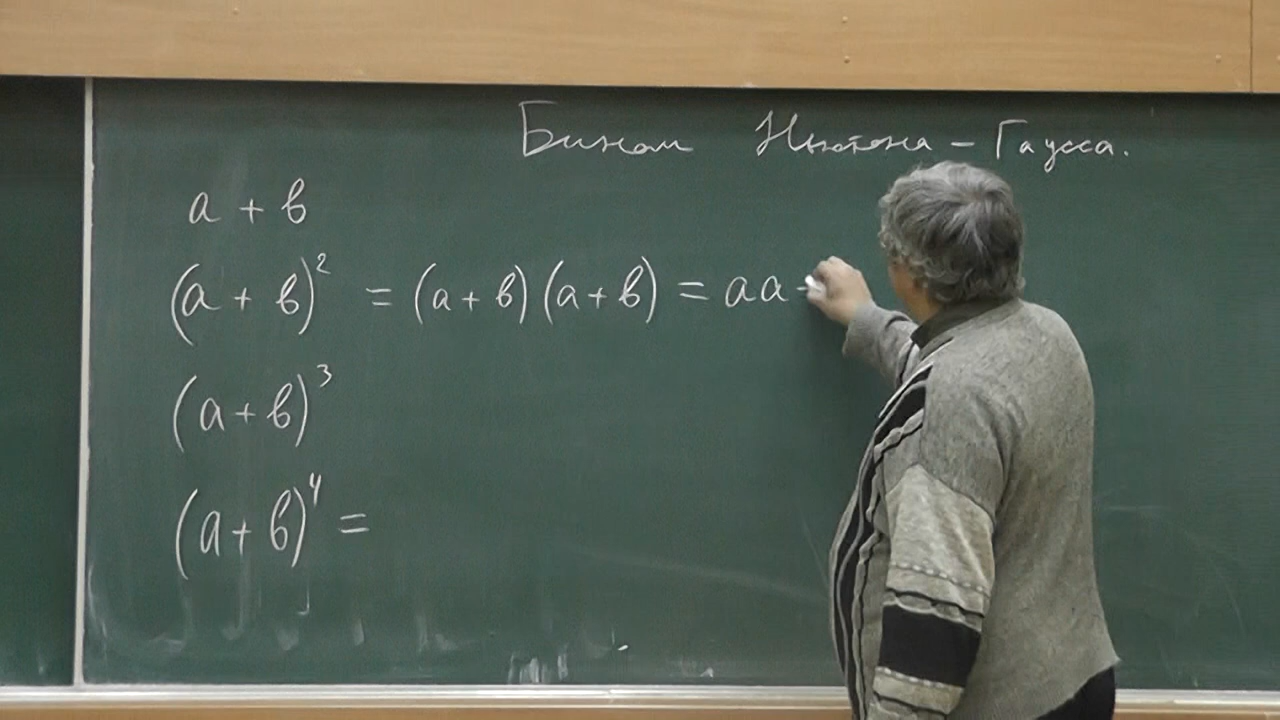 Бином Ньютона – Гаусса.
a + в
(a + в)² = (a + в)(a + в) = aa +
(a + в)³
(a + в)⁴ =